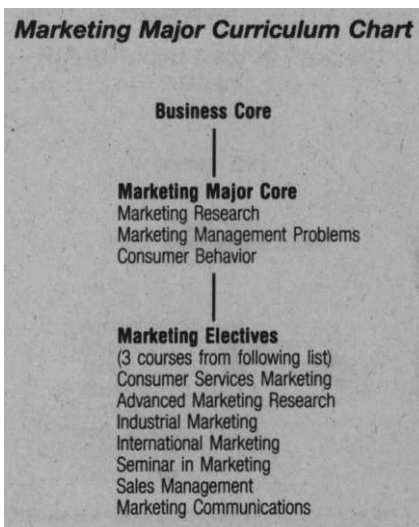 Marketing Major Curriculum Chart
Business Core
Marketing Major Core
Marketing Research
Marketing Management Problems
Consumer Behavior
Marketing Electives
(3 courses from following list)
Consumer Services Marketing
Advanced Marketing Research
Industrial Marketing
International Marketing
Seminar in Marketing
Sales Management
Marketing Communications